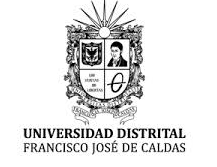 UNIVERSIDAD DISTRITAL
FRANCISCO JOSÉ DE CALDAS